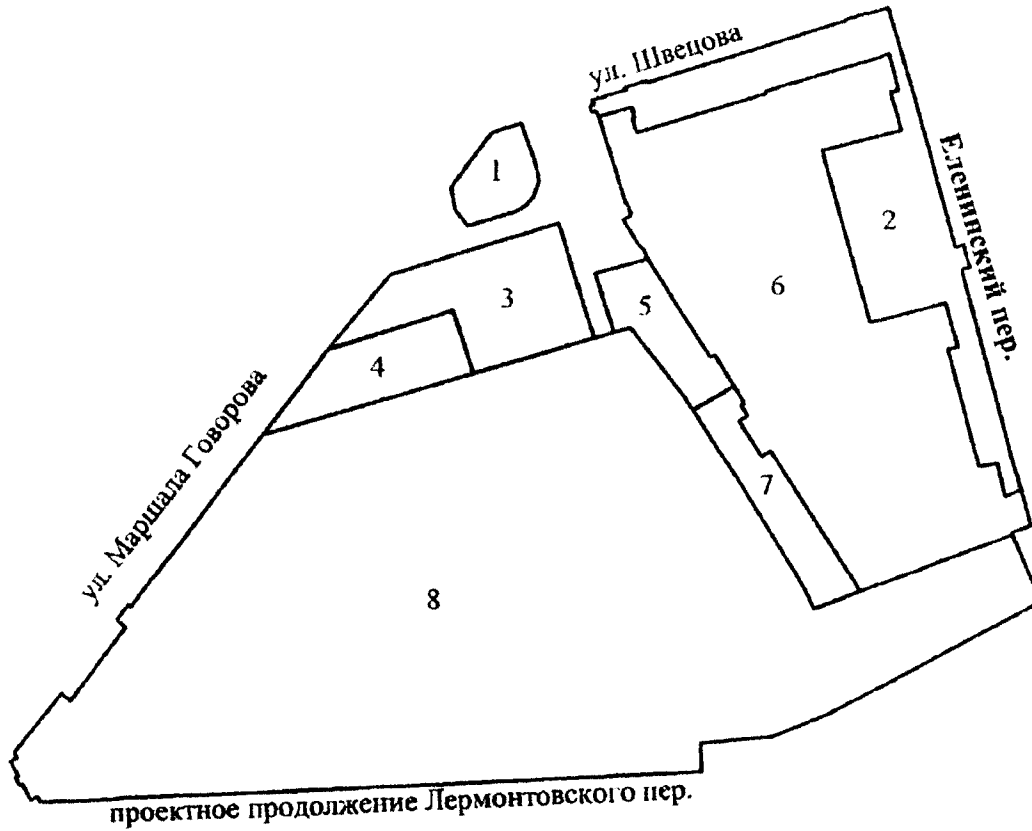 ул. Швецова
1
Еленинский пер.
2
3
5
6
4
ул. Маршала Говорова
7
8
проектное продолжение Лермонтовского пер.